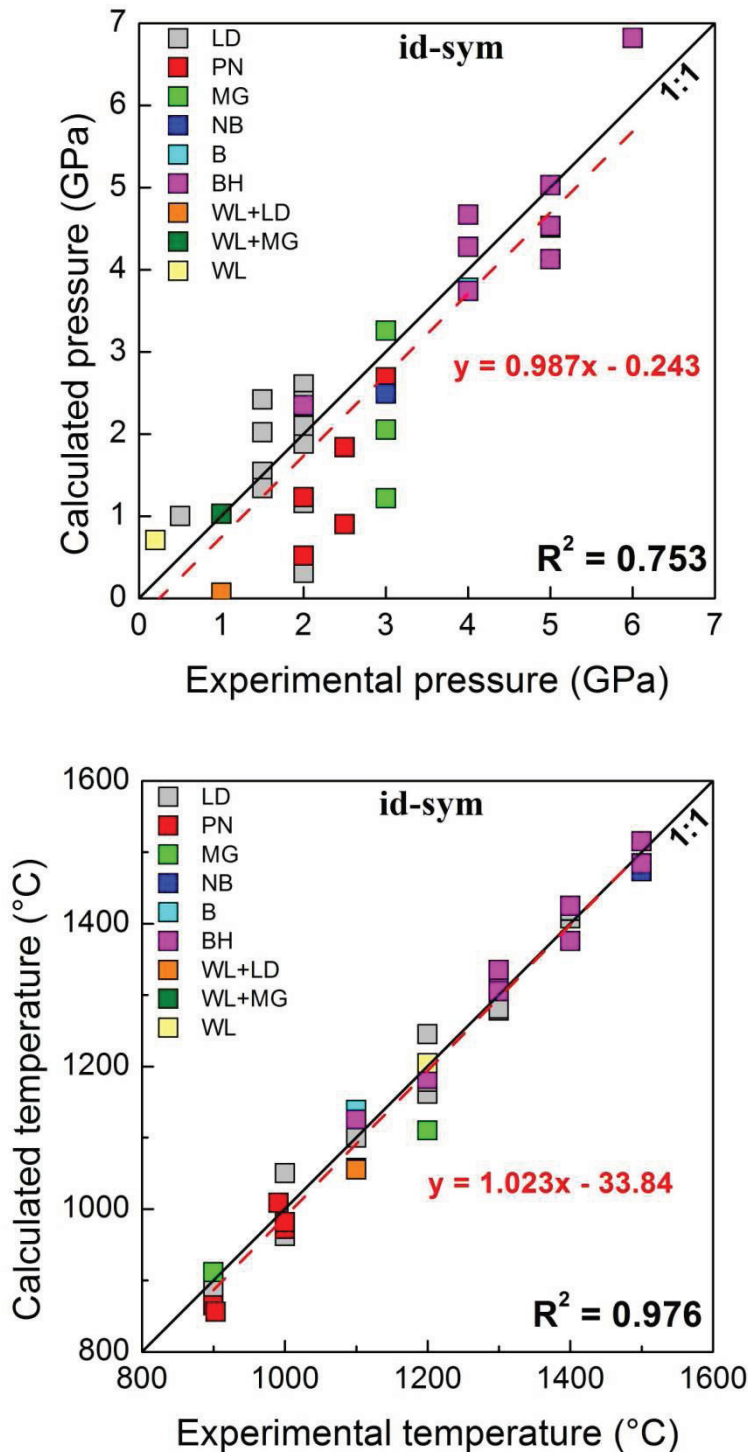 id-sym
1:1
LD
PN
MG
NB
B
BH
WL+LD
WL+MG
WL
y = 0.987x - 0.243
R² = 0.753
7
6
5
4
3
2
1
0
0 1 2 3 4 5 6 7
Calculated pressure (GPa)
Experimental pressure (GPa)
id-sym
1:1
LD
PN
MG
NB
B
BH
WL+LD
WL+MG
WL
y = 1.023x - 33.84
R² = 0.976
1600
1400
1200
1000
800
800 1000 1200 1400 1600
Calculated temperature (°C)
Experimental temperature (°C)